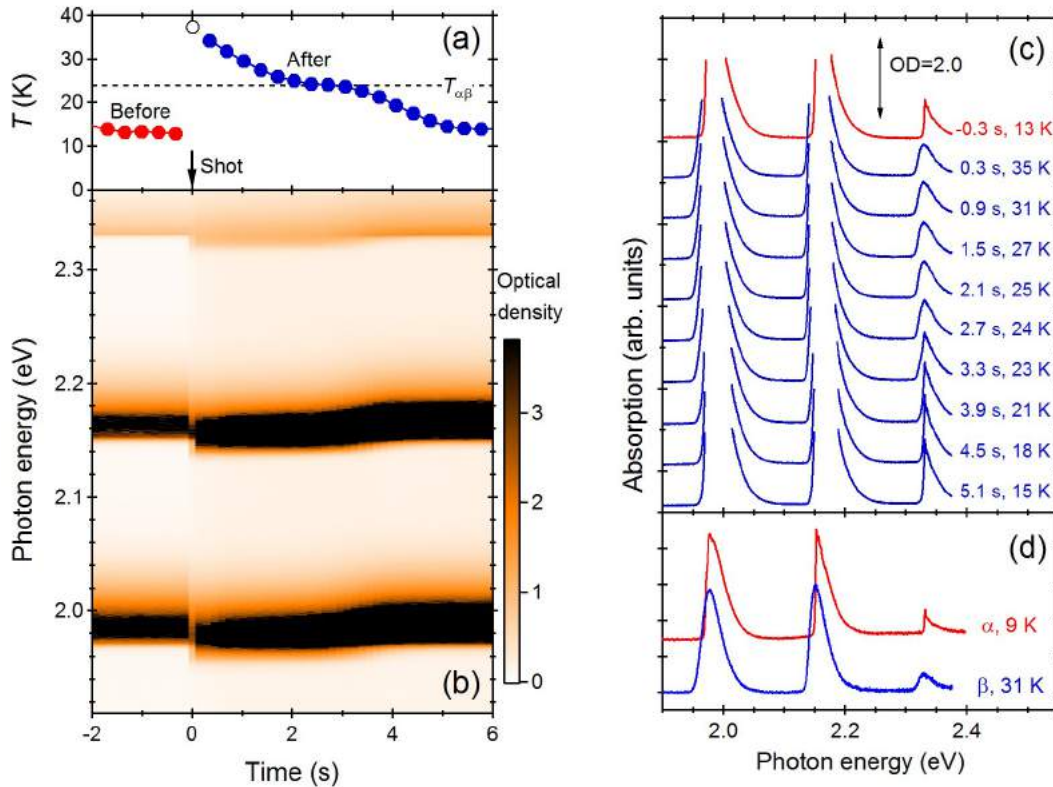 40
30
20
10
0
T (K)
(a)
After
Tαβ
Before
Shot
2.3
2.2
2.1
2.0
Photon energy (eV)
(b)
-2
0
2
4
6
Time (s)
Optical
density
3
2
1
0
(c)
OD=2.0
-0.3 s, 13 K
0.3 s, 35 K
0.9 s, 31 K
1.5 s, 27 K
2.1 s, 25 K
2.7 s, 24 K
3.3 s, 23 K
3.9 s, 21 K
4.5 s, 18 K
5.1 s, 15 K
Absorption (arb. units)
(d)
α, 9 K
β, 31 K
2.0
2.2
2.4
Photon energy (eV)